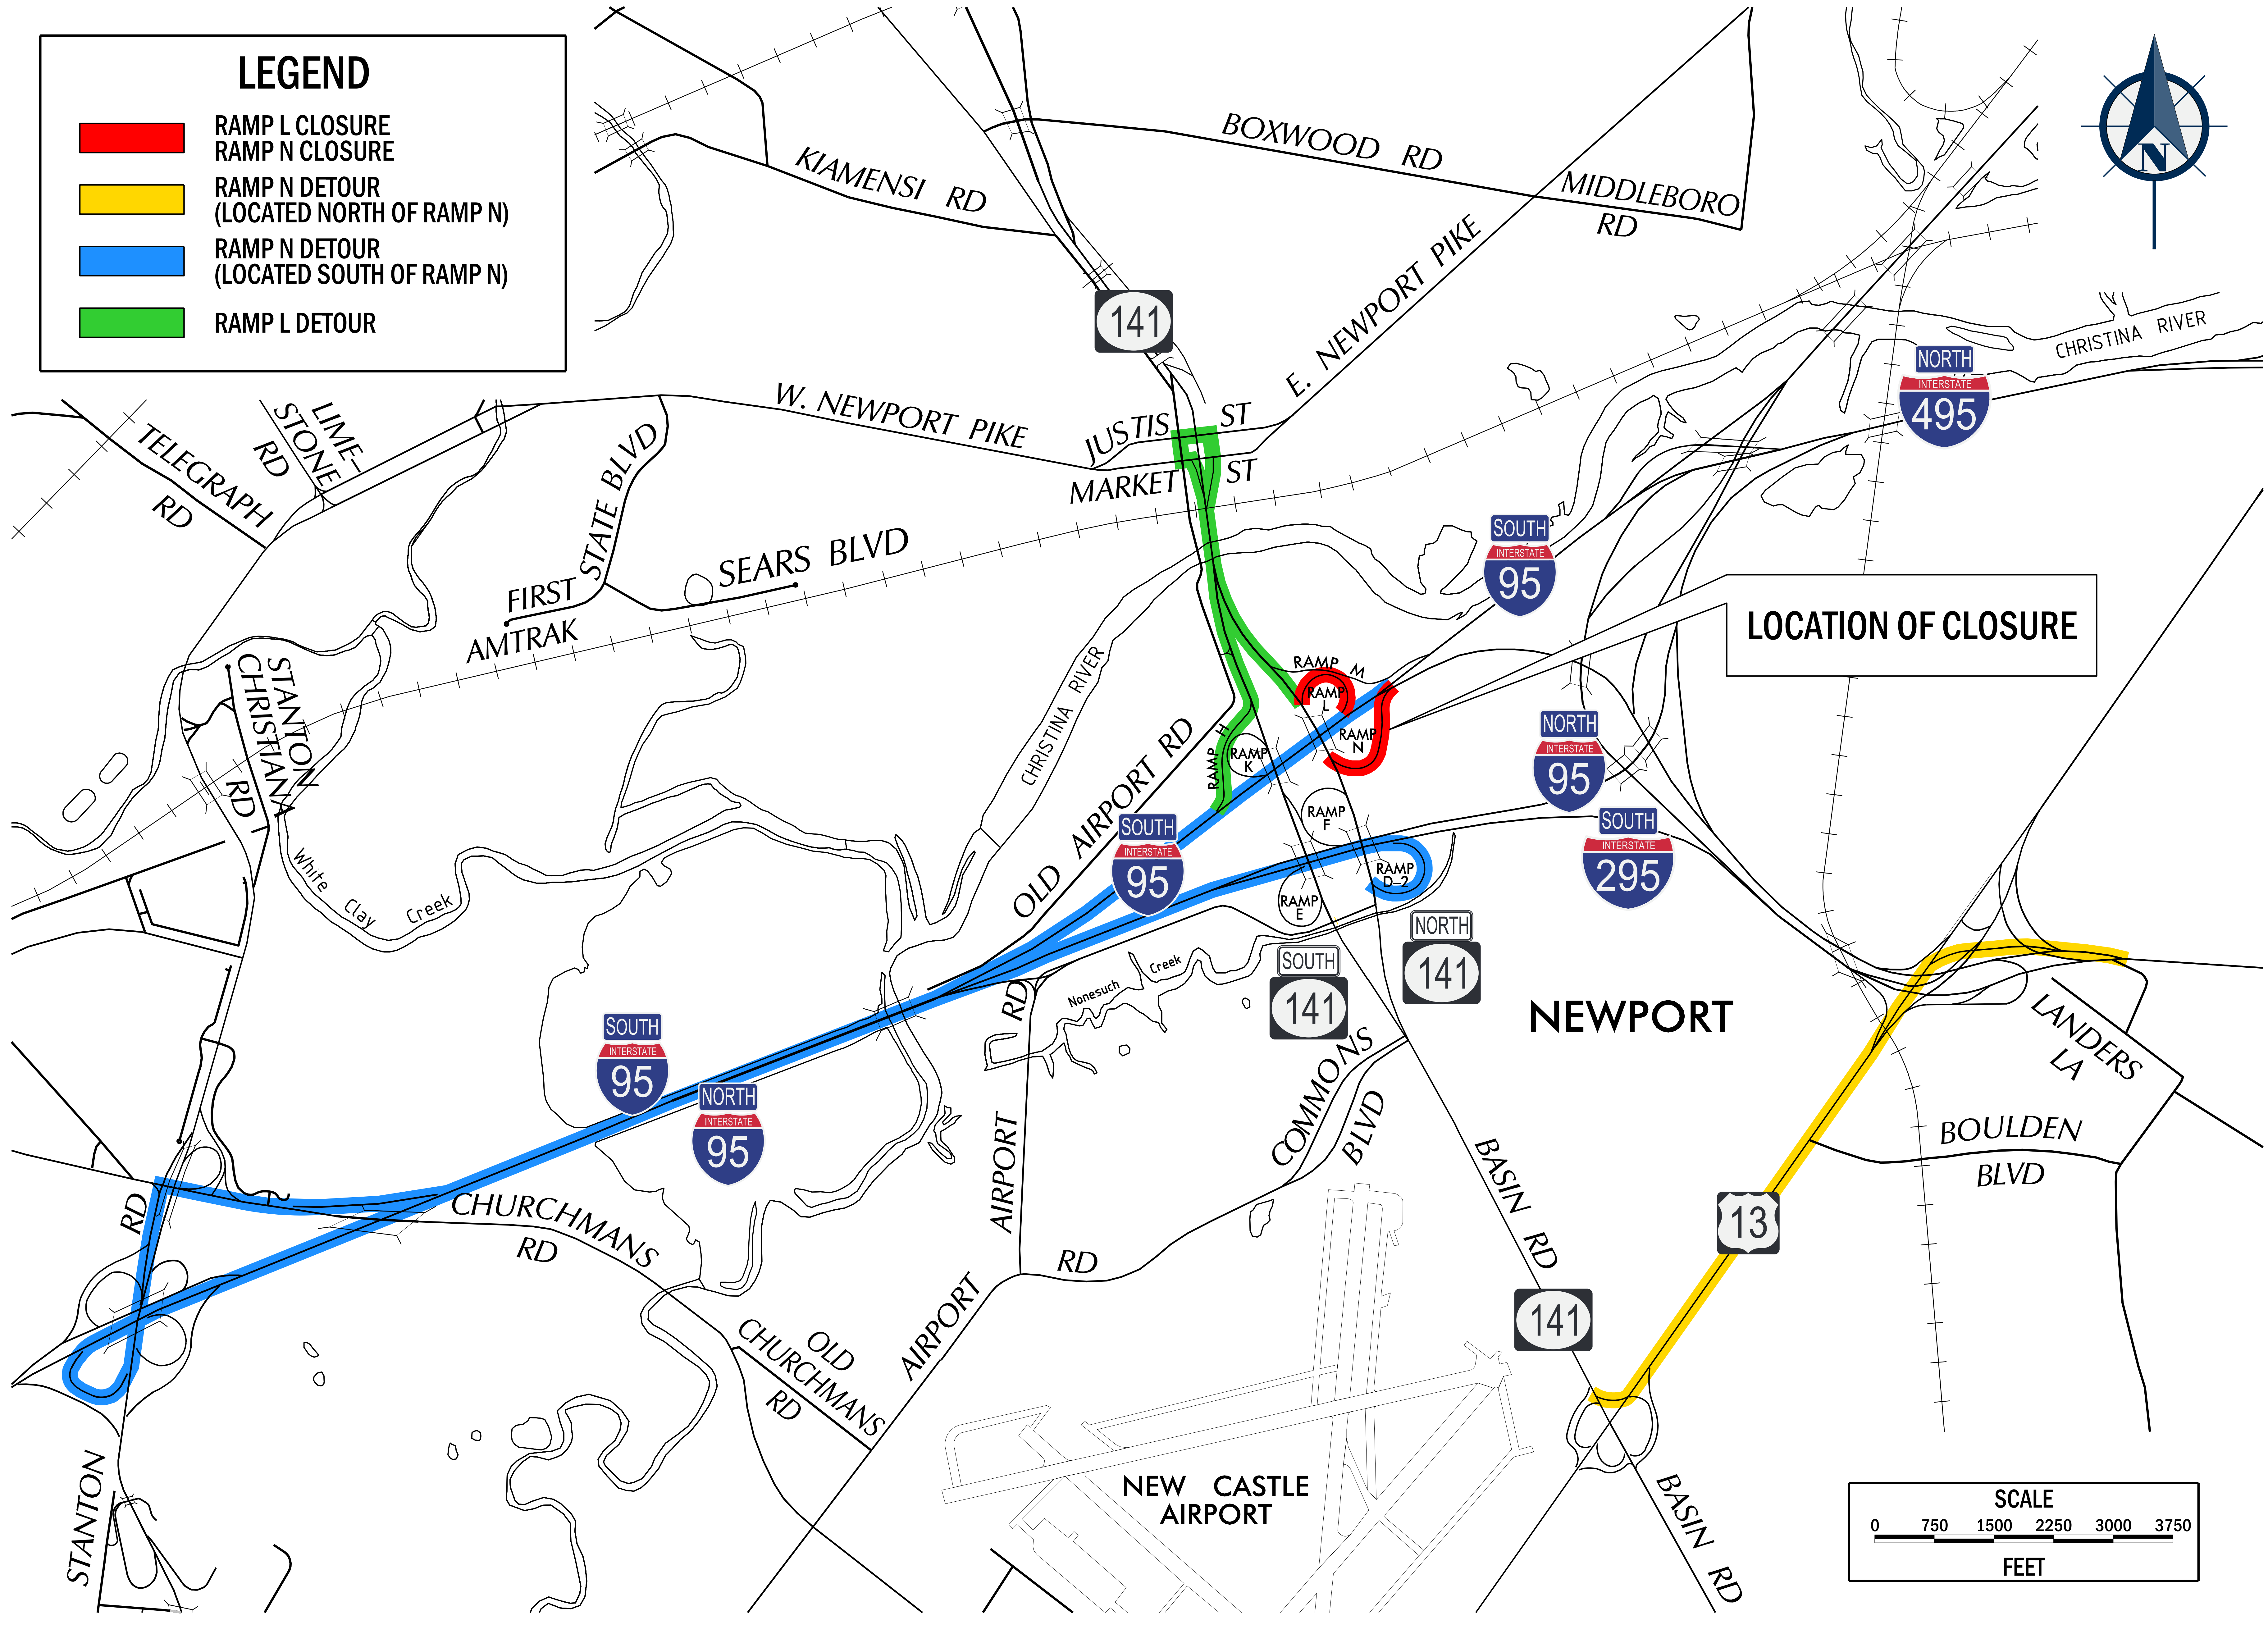 LEGEND
RAMP L CLOSURE
RAMP N CLOSURE
RAMP N DETOUR
(LOCATED NORTH OF RAMP N)
RAMP N DETOUR
(LOCATED SOUTH OF RAMP N)
RAMP L DETOUR
N
BOXWOOD RD
KIAMENSI RD
MIDDLEBORO
RD
E. NEWPORT PIKE
141
CHRISTINA RIVER
NORTH
INTERSTATE
495
W. NEWPORT PIKE
JUSTIS ST
MARKET ST
LIME-
STONE
RD
TELEGRAPH
RD
STATE BLVD
FIRST
SEARS BLVD
AMTRAK
SOUTH
INTERSTATE
95
LOCATION OF CLOSURE
STANTON
CHRISTIANA
RD
CHRISTINA RIVER
OLD AIRPORT RD
RAMP M
RAMP
L
RAMP
N
RAMP H
RAMP
K
RAMP
F
RAMP
D-2
RAMP
E
NORTH
INTERSTATE
95
SOUTH
INTERSTATE
295
SOUTH
INTERSTATE
95
White Clay Creek
NORTH
141
SOUTH
141
Nonesuch Creek
NEWPORT
LANDERS
LA
SOUTH
INTERSTATE
95
NORTH
INTERSTATE
95
AIRPORT
RD
COMMONS
BLVD
BASIN RD
BOULDEN
BLVD
13
RD
CHURCHMANS
RD
AIRPORT RD
141
OLD
CHURCHMANS
RD
STANTON
NEW CASTLE
AIRPORT
BASIN RD
SCALE
0 750 1500 2250 3000 3750
FEET